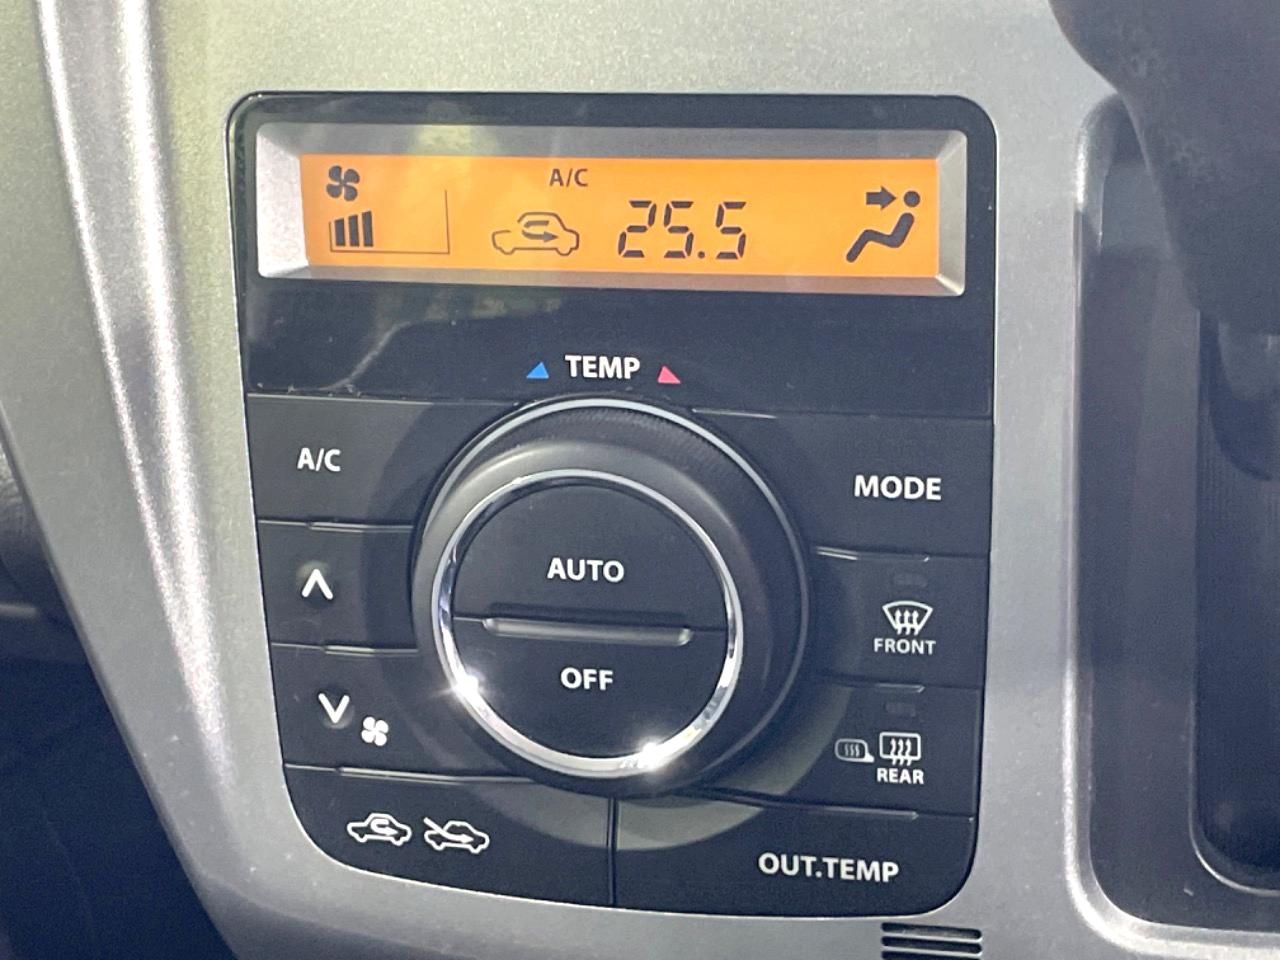 A/C
25.5
TEMP
A/C
MODE
AUTO
FRONT
OFF
REAR
OUT.TEMP